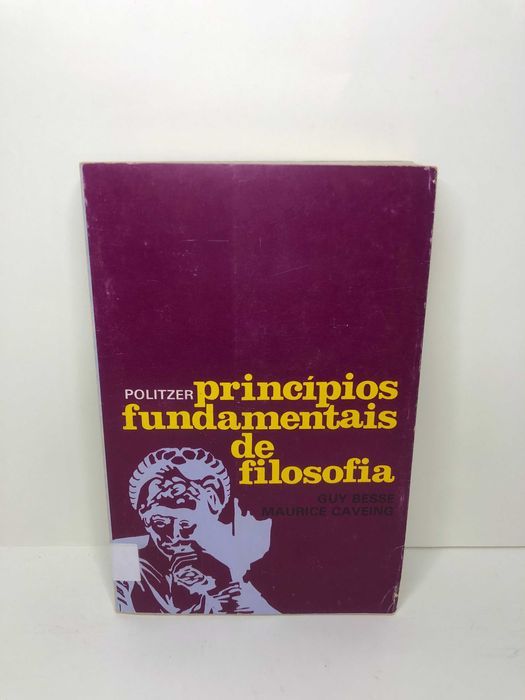 POLITZER princípios
fundamentais
de
filosofia
GUY BESSE
MAURICE CAVEING